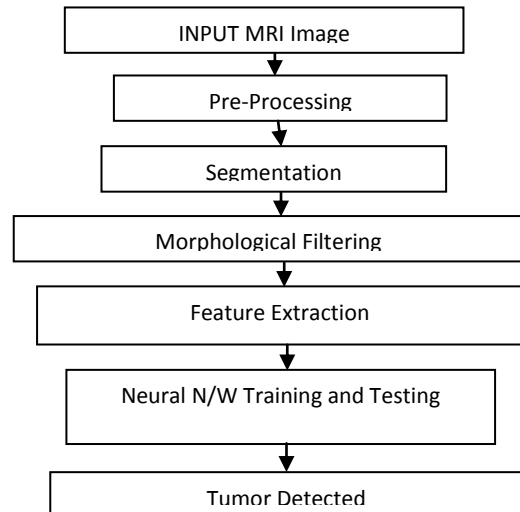 INPUT MRI Image
Pre-Processing
Segmentation
Morphological Filtering
Feature Extraction
Neural N/W Training and Testing
Tumor Detected